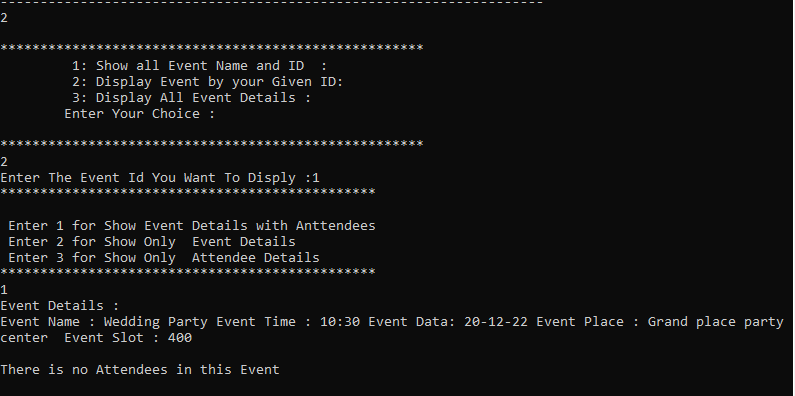 --------------------------------------------------------------------
2
*****************************************************
1: Show all Event Name and ID  :
2: Display Event by your Given ID:
3: Display All Event Details :
Enter Your Choice :
*****************************************************
2
Enter The Event Id You Want To Disply :1
***********************************************
Enter 1 for Show Event Details with Anttendees
Enter 2 for Show Only  Event Details
Enter 3 for Show Only  Attendee Details
***********************************************
1
Event Details :
Event Name : Wedding Party Event Time : 10:30 Event Data: 20-12-22 Event Place : Grand place party
center  Event Slot : 400
There is no Attendees in this Event